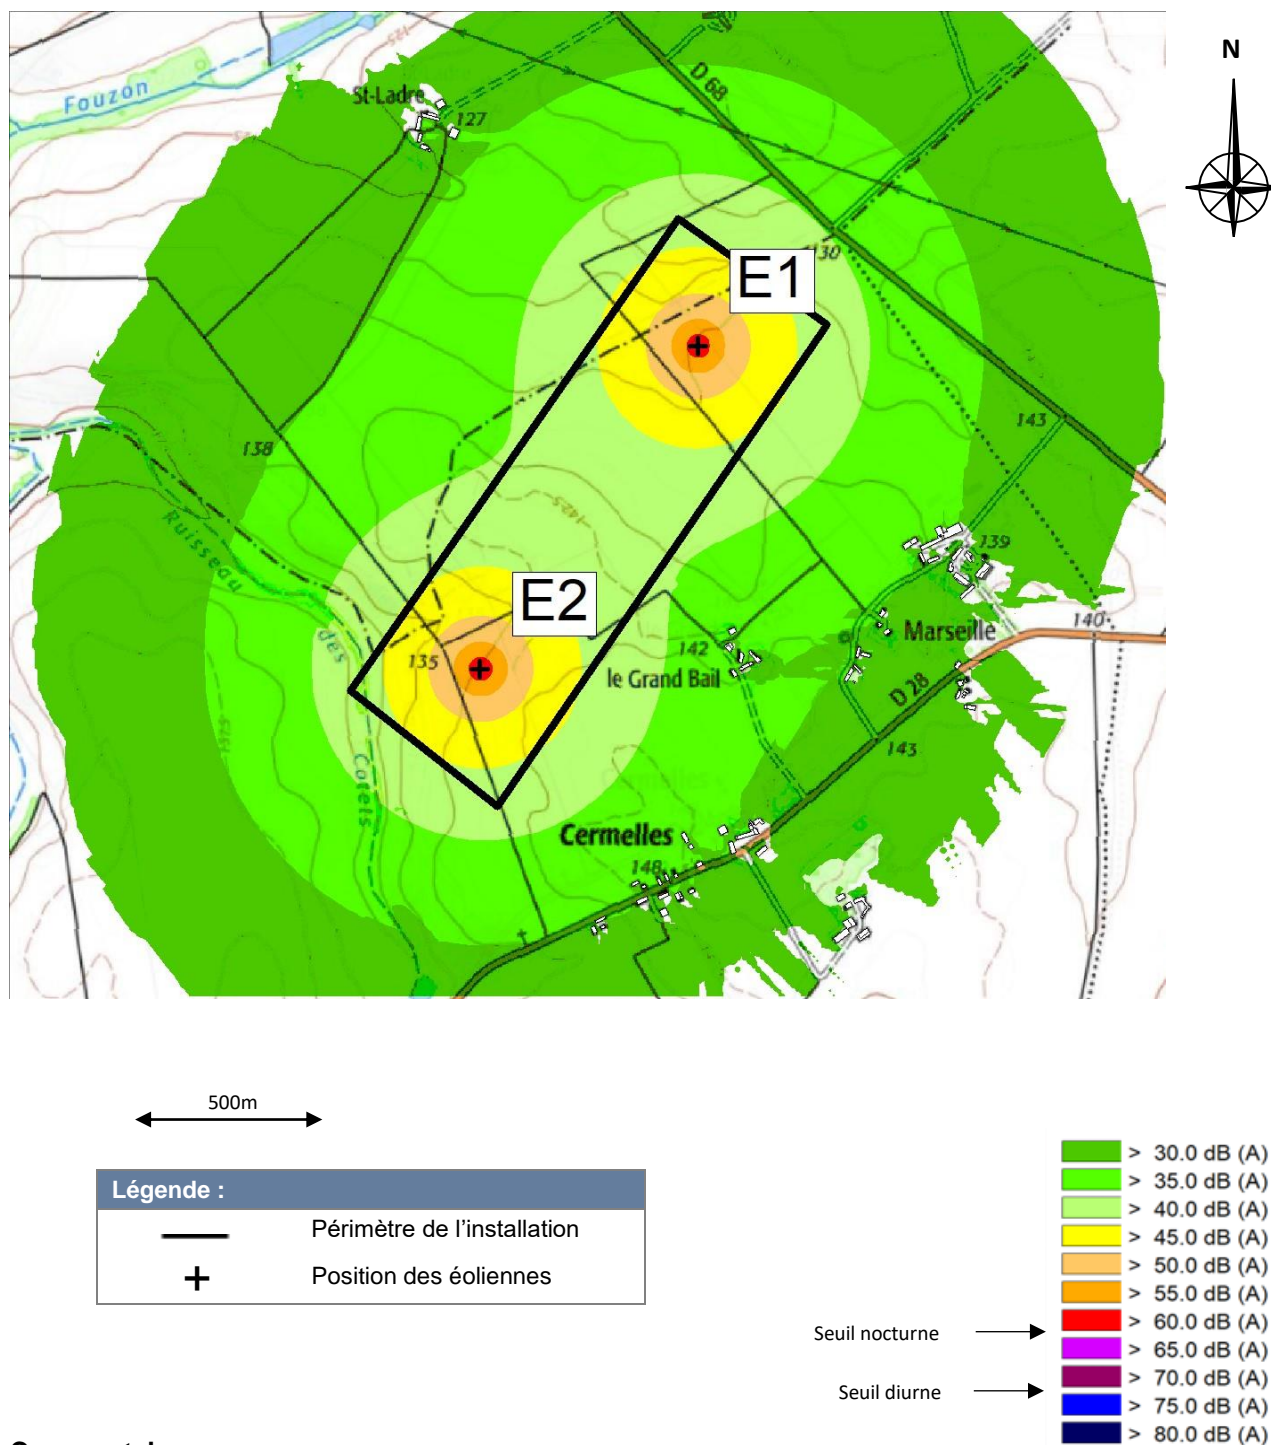 N
Fouzon
125
St-Ladre
127
D 68
130
E1
143
138
1425
Ruisseau
des
Cotets
E2
135
139
Marseille
140
142
le Grand Bail
D 28
143
Cermelles
148
500m
Légende :
Périmètre de l'installation
Position des éoliennes
> 30.0 dB (A)
> 35.0 dB (A)
> 40.0 dB (A)
> 45.0 dB (A)
> 50.0 dB (A)
> 55.0 dB (A)
Seuil nocturne
> 60.0 dB (A)
> 65.0 dB (A)
> 70.0 dB (A)
Seuil diurne
> 75.0 dB (A)
> 80.0 dB (A)